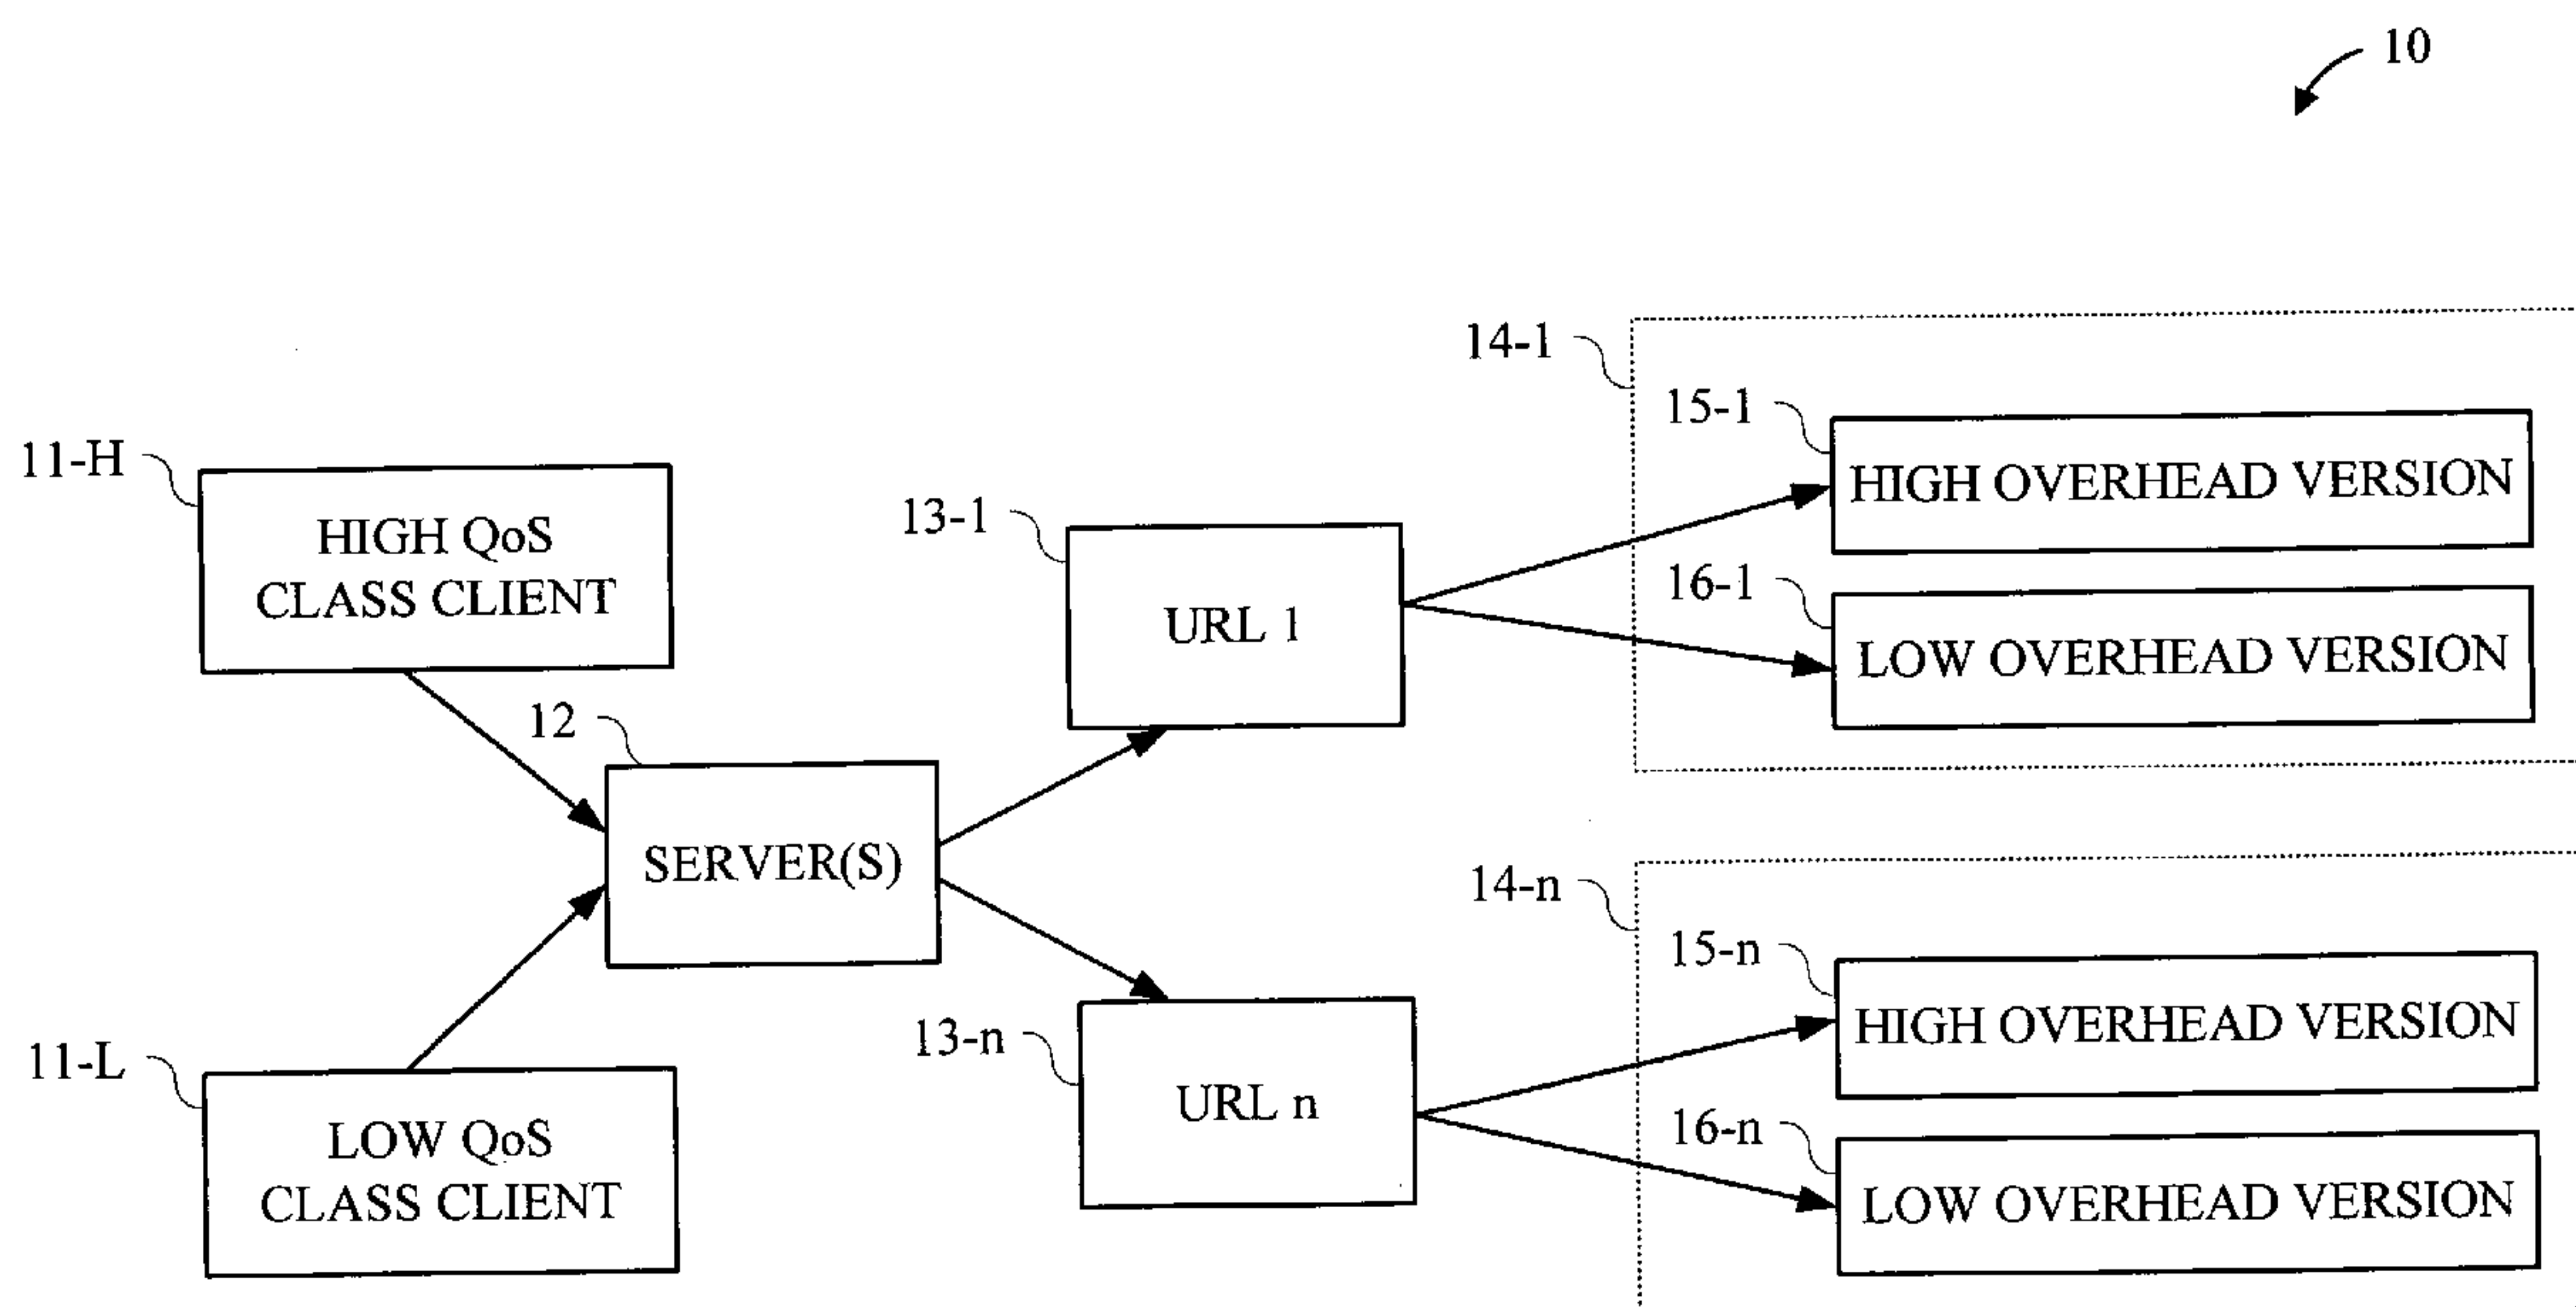 10
14-1
15-1
HIGH OVERHEAD VERSION
11-H
HIGH QoS
CLASS CLIENT
13-1
URL 1
16-1
LOW OVERHEAD VERSION
12
SERVER(S)
14-n
15-n
HIGH OVERHEAD VERSION
13-n
URL n
11-L
LOW QoS
CLASS CLIENT
16-n
LOW OVERHEAD VERSION